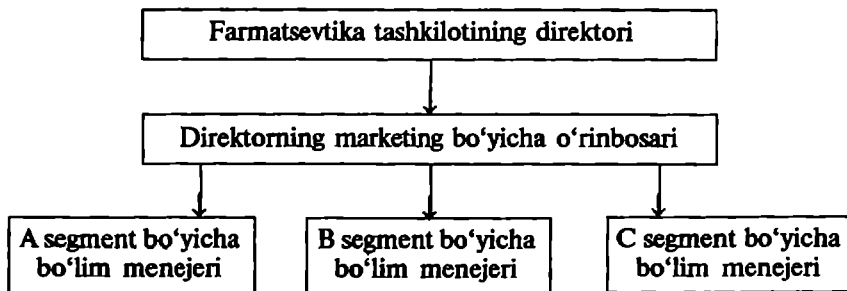 Farmatsevtika tashkilotining direktori
Direktorning marketing bo‘yicha o‘rinbosari
A segment bo‘yicha
bo‘lim menejeri
B segment bo‘yicha
bo‘lim menejeri
C segment bo‘yicha
bo‘lim menejeri